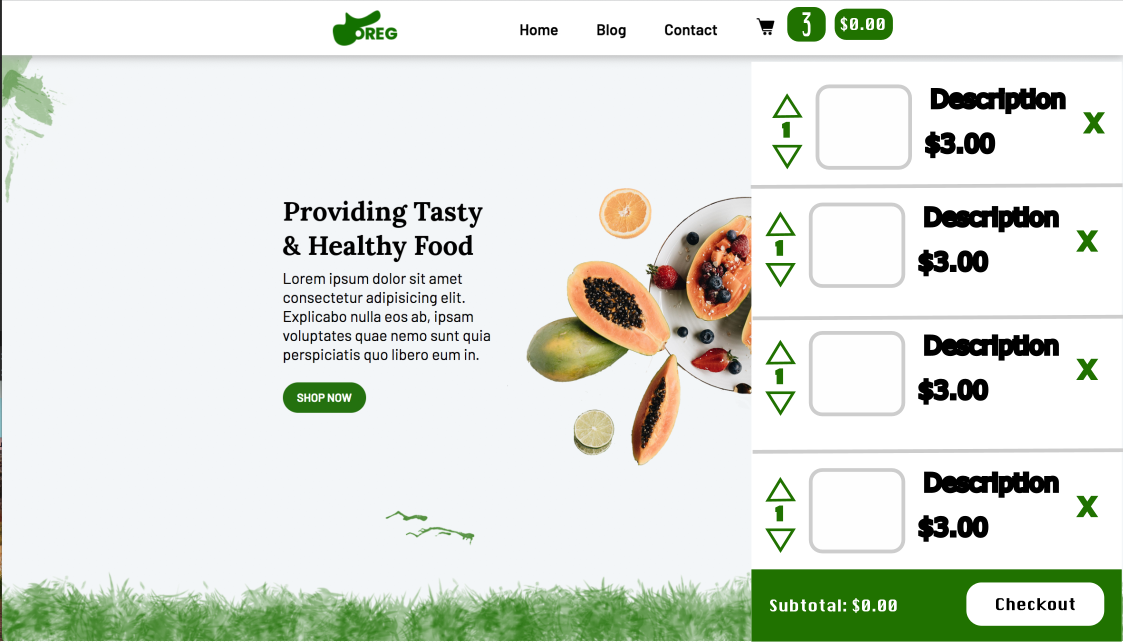 OREG
Home Blog Contact 3 $0.00
Providing Tasty
& Healthy Food
Lorem ipsum dolor sit amet
consectetur adipisicing elit.
Explicabo nulla eos ab, ipsam
voluptates quae nemo sunt quia
perspiciatis quo libero eum in.
SHOP NOW
Description
1 X
$3.00
Description
1 X
$3.00
Description
1 X
$3.00
Description
1 X
$3.00
Subtotal: $0.00 Checkout